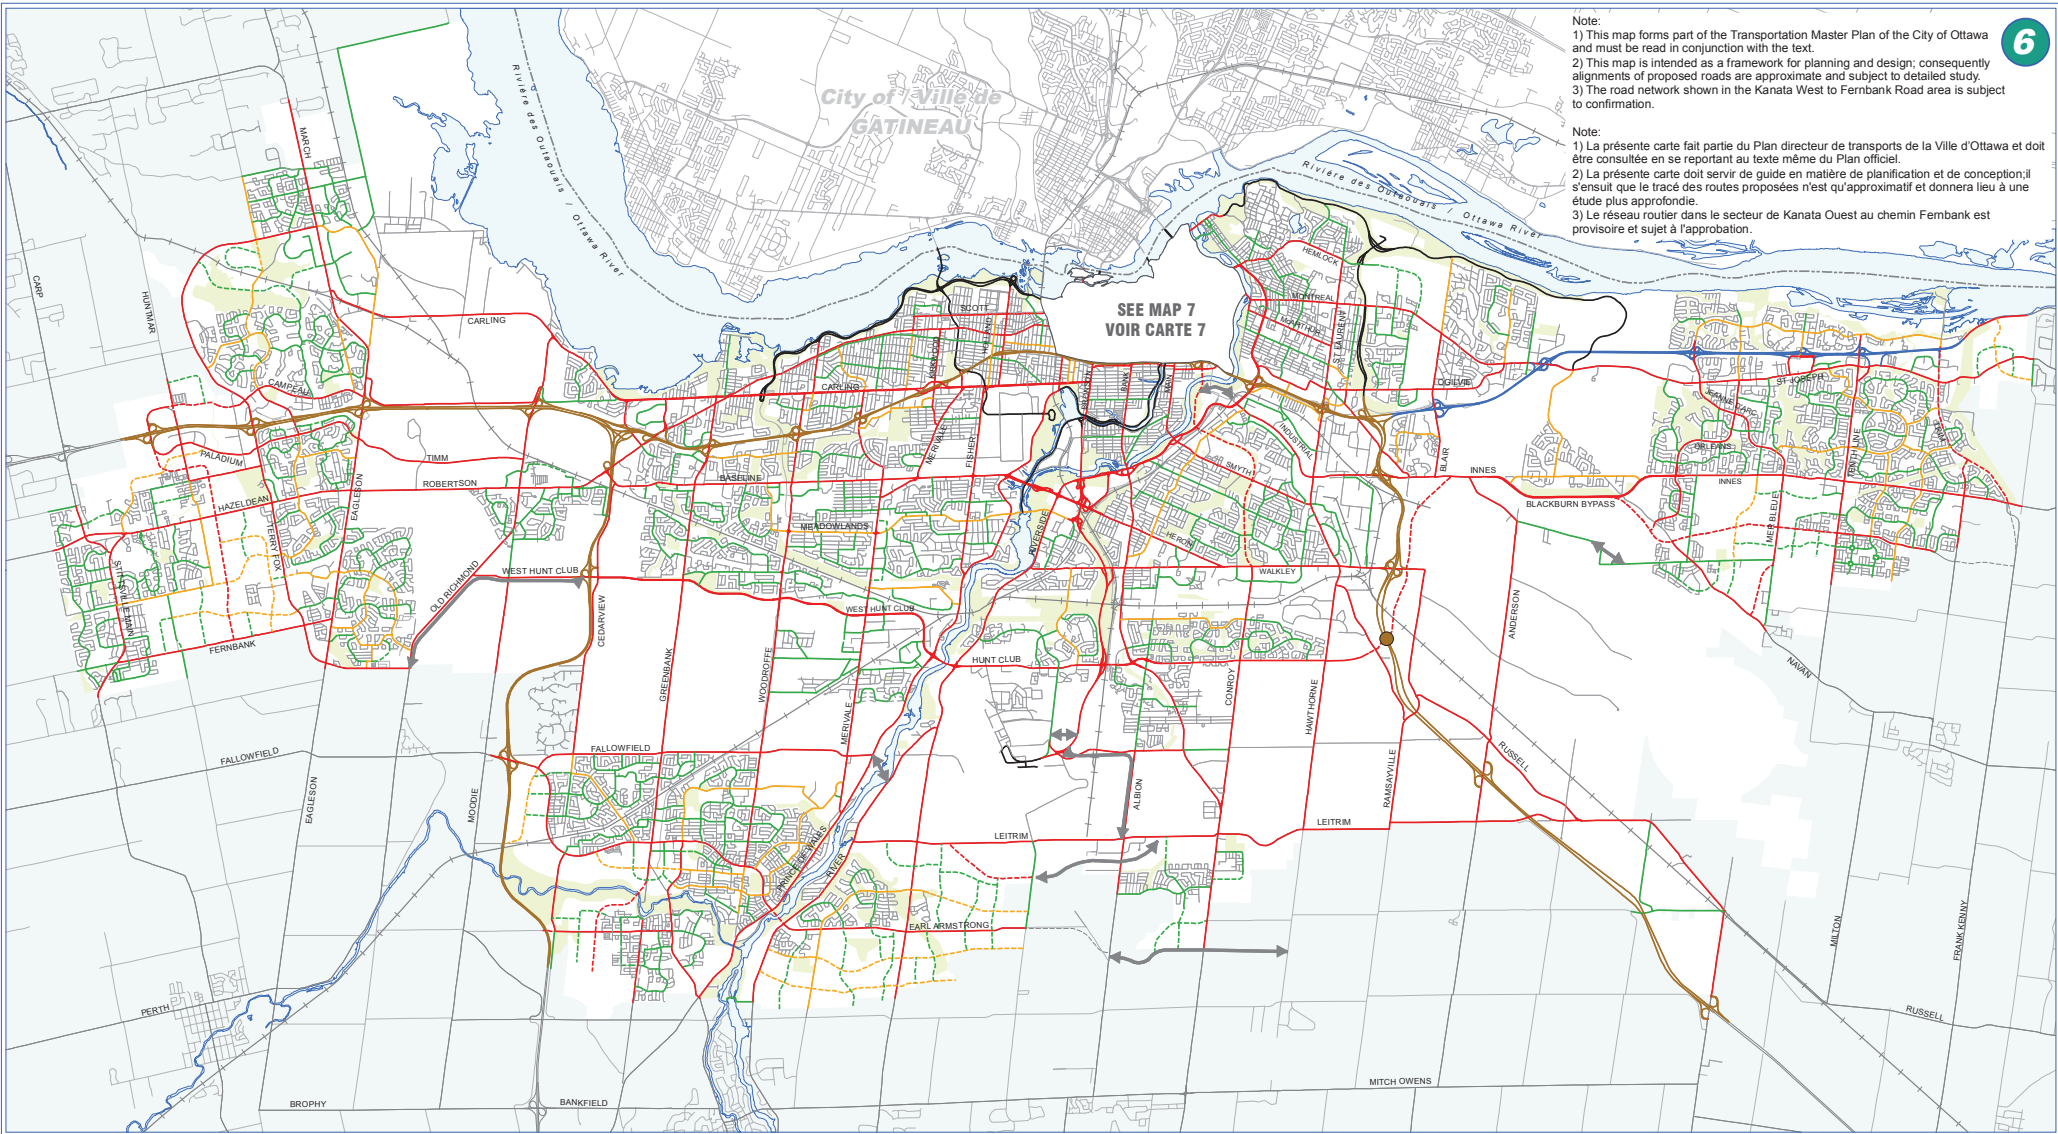 Note:
1) This map forms part of the Transportation Master Plan of the City of Ottawa
and must be read in conjunction with the text.
2) This map is intended as a framework for planning and design; consequently
alignments of proposed roads are approximate and subject to detailed study.
3) The road network shown in the Kanata West to Fernbank Road area is subject
to confirmation.
6
Note:
1) La présente carte fait partie du Plan directeur de transports de la Ville d'Ottawa et doit
être consultée en se reportant au texte même du Plan officiel.
2) La présente carte doit servir de guide en matière de planification et de conception;il
s'ensuit que le tracé des routes proposées n'est qu'approximatif et donnera lieu à une
étude plus approfondie.
3) Le réseau routier dans le secteur de Kanata Ouest au chemin Fernbank est
provisoire et sujet à l'approbation.
City of / Ville de
GATINEAU
Rivière des Outaouais / Ottawa River
Rivière des Outaouais / Ottawa River
SEE MAP 7
VOIR CARTE 7
MARCH
CARP
HUNTMAR
CARLING
SCOTT
HOLLAND
HEMLOCK
MONTREAL
MCARTHUR
ST. LAURENT
CAMPEAU
CARLING
BANK
MAIN
OGILVIE
ST JOSEPH
JEANNE D'ARC
PALADIUM
TIMM
MERIVALE
FISHER
INDUSTRIAL
SMYTH
BLAIR
ORLEANS
TENTH LINE
TRIM
EAGLESON
ROBERTSON
BASELINE
INNES
INNES
HAZELDEAN
TERRY FOX
MEADOWLANDS
RIVERSIDE
HERON
BLACKBURN BYPASS
MER BLEUE
STITTSVILLE MAIN
OLD RICHMOND
WEST HUNT CLUB
WALKLEY
CEDARVIEW
WEST HUNT CLUB
ANDERSON
FERNBANK
GREENBANK
WOODROFFE
HUNT CLUB
CONROY
HAWTHORNE
NAVAN
MERIVALE
FALLOWFIELD
FALLOWFIELD
RUSSELL
EAGLESON
MOODIE
ALBION
RAMSAYVILLE
LEITRIM
LEITRIM
PRINCE OF WALES
RIVER
EARL ARMSTRONG
MILTON
FRANK KENNY
PERTH
RUSSELL
MITCH OWENS
BROPHY
BANKFIELD